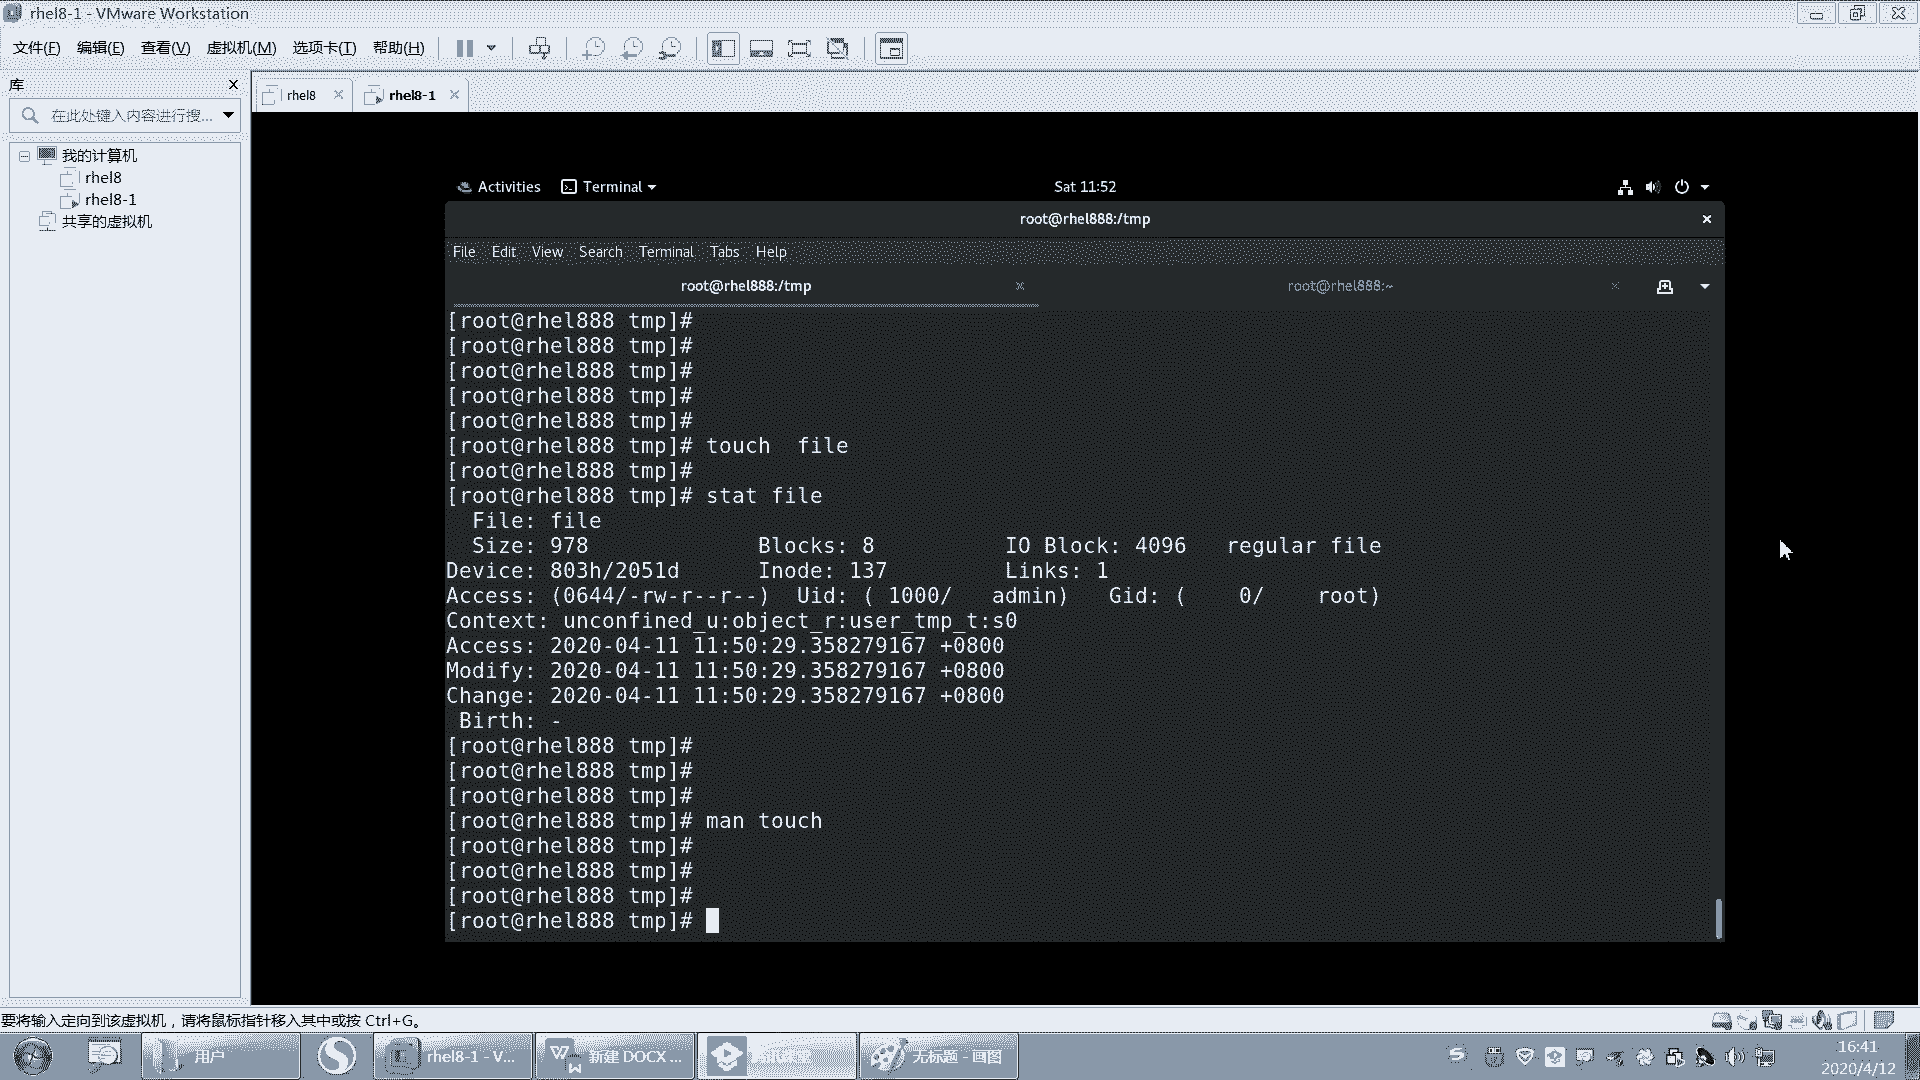 rhel8-1 - VMware Workstation
文件(F) 编辑(E) 查看(V) 虚拟机(M) 选项卡(T) 帮助(H)
库
在此处键入内容进行搜...
我的计算机
rhel8
rhel8-1
共享的虚拟机
rhel8 rhel8-1
Activities Terminal Sat 11:52
root@rhel888:/tmp
File Edit View Search Terminal Tabs Help
root@rhel888:/tmp root@rhel888:~
[root@rhel888 tmp]#
[root@rhel888 tmp]#
[root@rhel888 tmp]#
[root@rhel888 tmp]#
[root@rhel888 tmp]#
[root@rhel888 tmp]# touch  file
[root@rhel888 tmp]#
[root@rhel888 tmp]# stat file
  File: file
  Size: 978             Blocks: 8          IO Block: 4096   regular file
Device: 803h/2051d      Inode: 137         Links: 1
Access: (0644/-rw-r--r--)  Uid: ( 1000/   admin)   Gid: (    0/    root)
Context: unconfined_u:object_r:user_tmp_t:s0
Access: 2020-04-11 11:50:29.358279167 +0800
Modify: 2020-04-11 11:50:29.358279167 +0800
Change: 2020-04-11 11:50:29.358279167 +0800
 Birth: -
[root@rhel888 tmp]#
[root@rhel888 tmp]#
[root@rhel888 tmp]#
[root@rhel888 tmp]# man touch
[root@rhel888 tmp]#
[root@rhel888 tmp]#
[root@rhel888 tmp]#
[root@rhel888 tmp]#
要将输入定向到该虚拟机，请将鼠标指针移入其中或按 Ctrl+G。
用户 rhel8-1 - V... 新建 DOCX ... 无标题 - 画图
16:41
2020/4/12